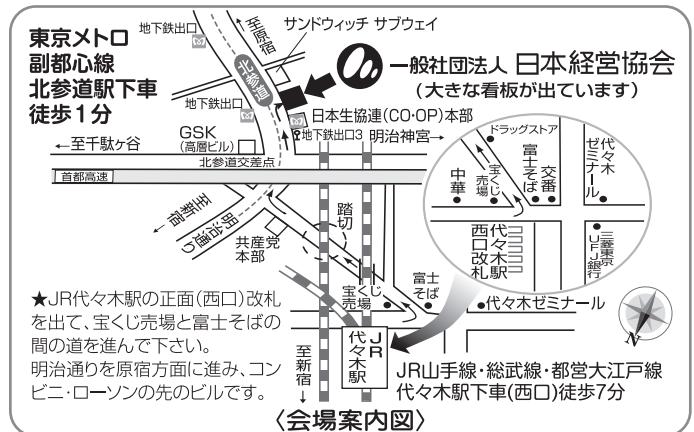 東京メトロ
副都心線
北参道駅下車
徒歩1分
地下鉄出口
至原宿
サンドウィッチ サブウェイ
北参道
一般社団法人 日本経営協会
(大きな看板が出ています)
地下鉄出口
日本生協連(CO・OP)本部
地下鉄出口3
明治神宮→
←至千駄ヶ谷
GSK
(高層ビル)
北参道交差点
首都高速
至新宿
明治通り
共産党
本部
踏切
ドラッグストア
中華
宝くじ
売場
富士そば
交番
代々木
ゼミナール
代々木駅
西口改札
三菱東京
UFJ銀行
宝くじ
売場
富士
そば
代々木ゼミナール
★JR代々木駅の正面(西口)改札
を出て、宝くじ売場と富士そばの
間の道を進んで下さい。
明治通りを原宿方面に進み、コン
ビニ・ローソンの先のビルです。
至新宿→
JR
代々木駅
N
JR山手線・総武線・都営大江戸線
代々木駅下車(西口)徒歩7分
〈会場案内図〉